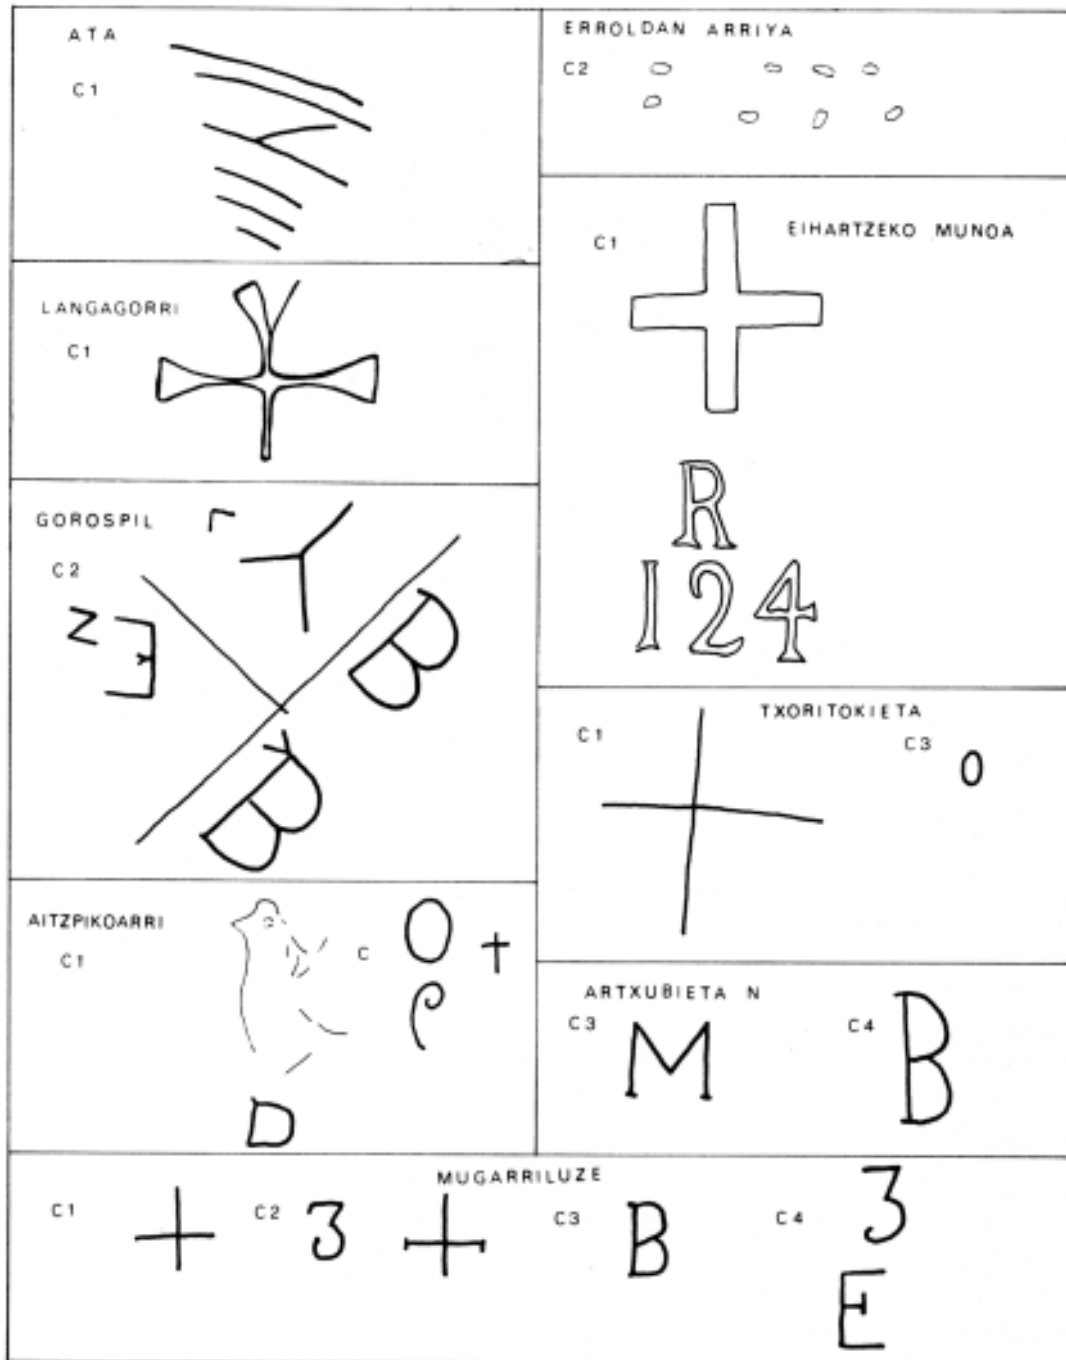 ATA
C1
ERROLDAN ARRIYA
C2
C1
EIHARTZEKO MUNOA
R
124
LANGAGORRI
C1
GOROSPIL
C2
N
E
Y
B
B
TXORITOKIETA
C1
C3
O
AITZPIKOARRI
C1
C
O
D
ARTXUBIETA N
C3
M
C4
B
MUGARRILUZE
C1
C2
3
C3
B
C4
3
E